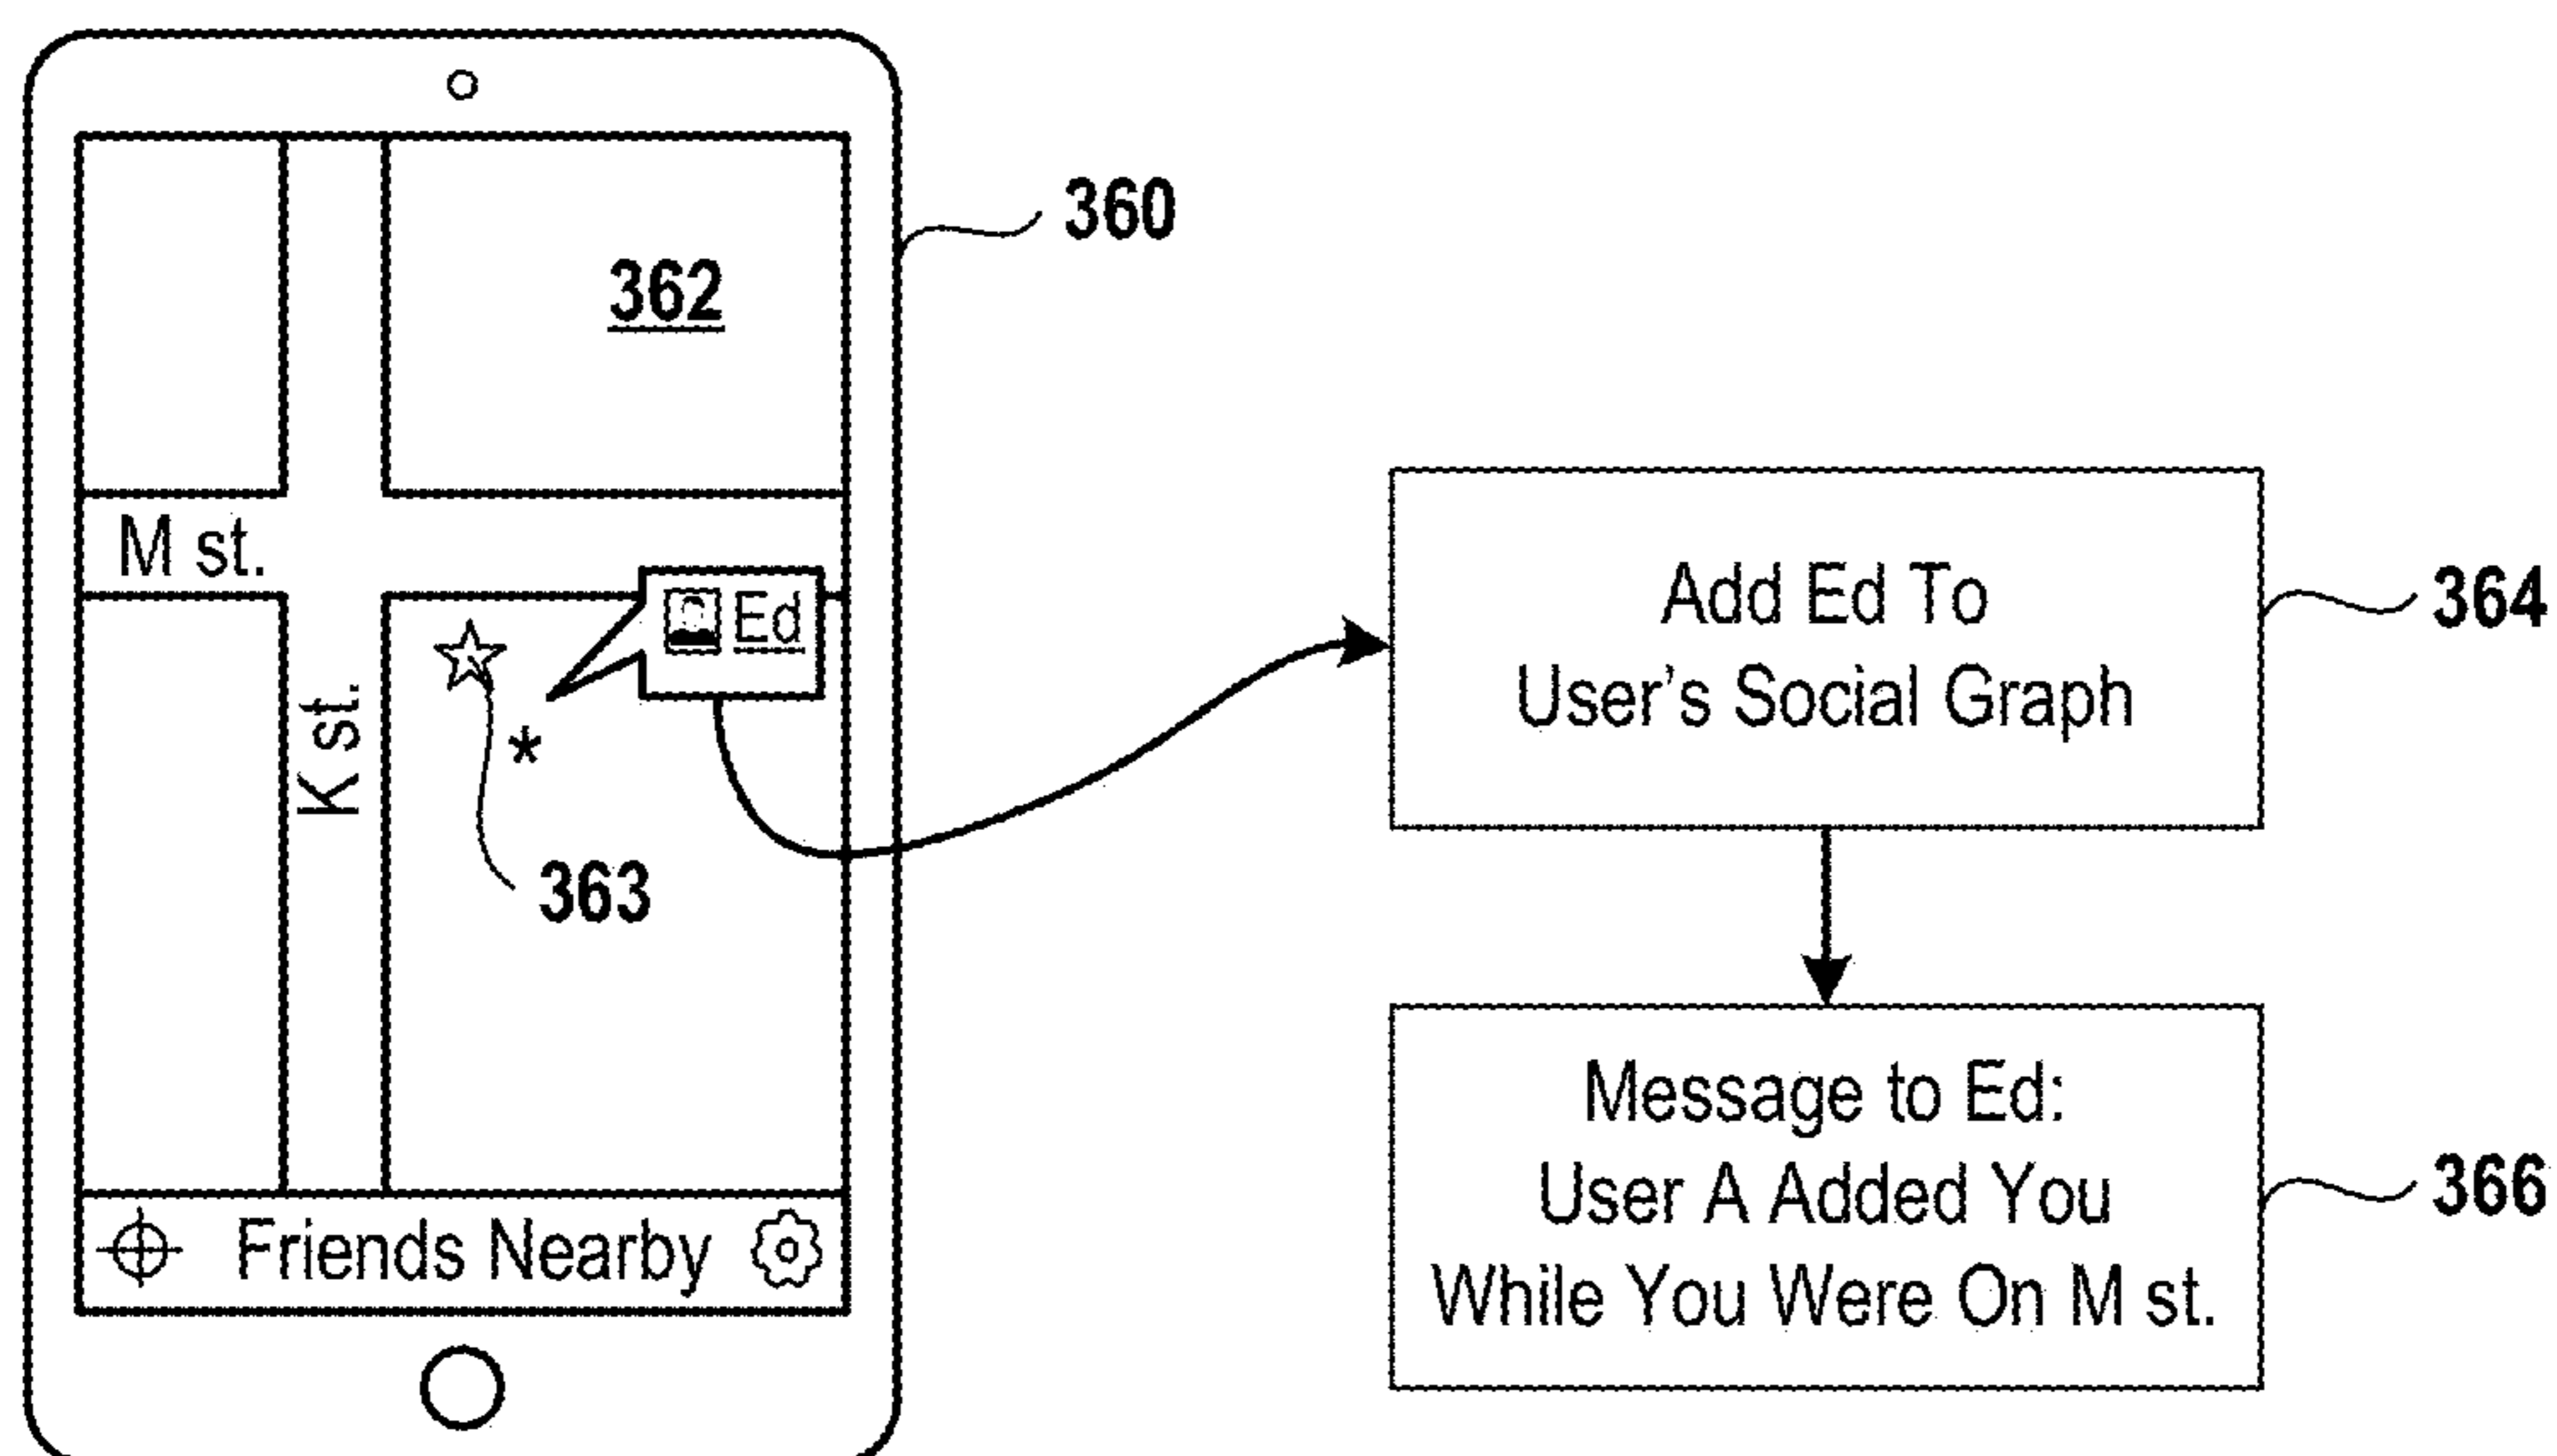 360
362
M st.
Ed
K st.
*
363
Friends Nearby
Add Ed To
User's Social Graph
364
Message to Ed:
User A Added You
While You Were On M st.
366